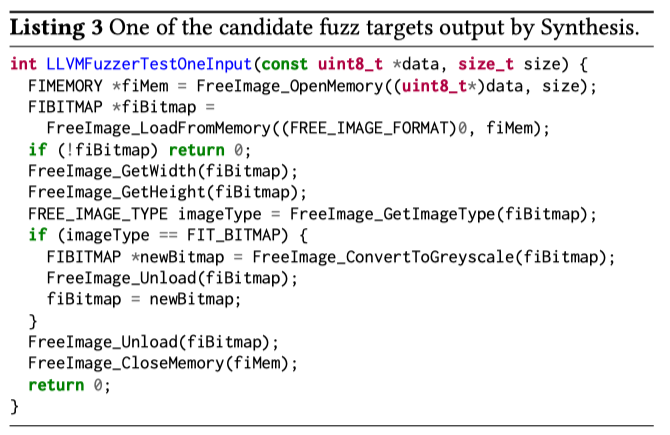 Listing 3 One of the candidate fuzz targets output by Synthesis.
int LLVMFuzzerTestOneInput(const uint8_t *data, size_t size) {
  FIMEMORY *fiMem = FreeImage_OpenMemory((uint8_t*)data, size);
  FIBITMAP *fiBitmap =
    FreeImage_LoadFromMemory((FREE_IMAGE_FORMAT)0, fiMem);
  if (!fiBitmap) return 0;
  FreeImage_GetWidth(fiBitmap);
  FreeImage_GetHeight(fiBitmap);
  FREE_IMAGE_TYPE imageType = FreeImage_GetImageType(fiBitmap);
  if (imageType == FIT_BITMAP) {
    FIBITMAP *newBitmap = FreeImage_ConvertToGreyscale(fiBitmap);
    FreeImage_Unload(fiBitmap);
    fiBitmap = newBitmap;
  }
  FreeImage_Unload(fiBitmap);
  FreeImage_CloseMemory(fiMem);
  return 0;
}